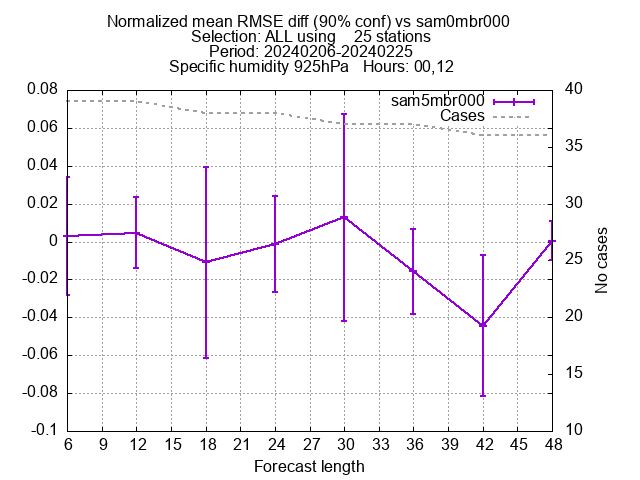 Normalized mean RMSE diff (90% conf) vs sam0mbr000
Selection: ALL using    25 stations
Period: 20240206-20240225
Specific humidity 925hPa   Hours: 00,12
sam5mbr000
Cases
0.08
0.06
0.04
0.02
0
-0.02
-0.04
-0.06
-0.08
-0.1
40
35
30
25
20
15
10
No cases
6 9 12 15 18 21 24 27 30 33 36 39 42 45 48
Forecast length